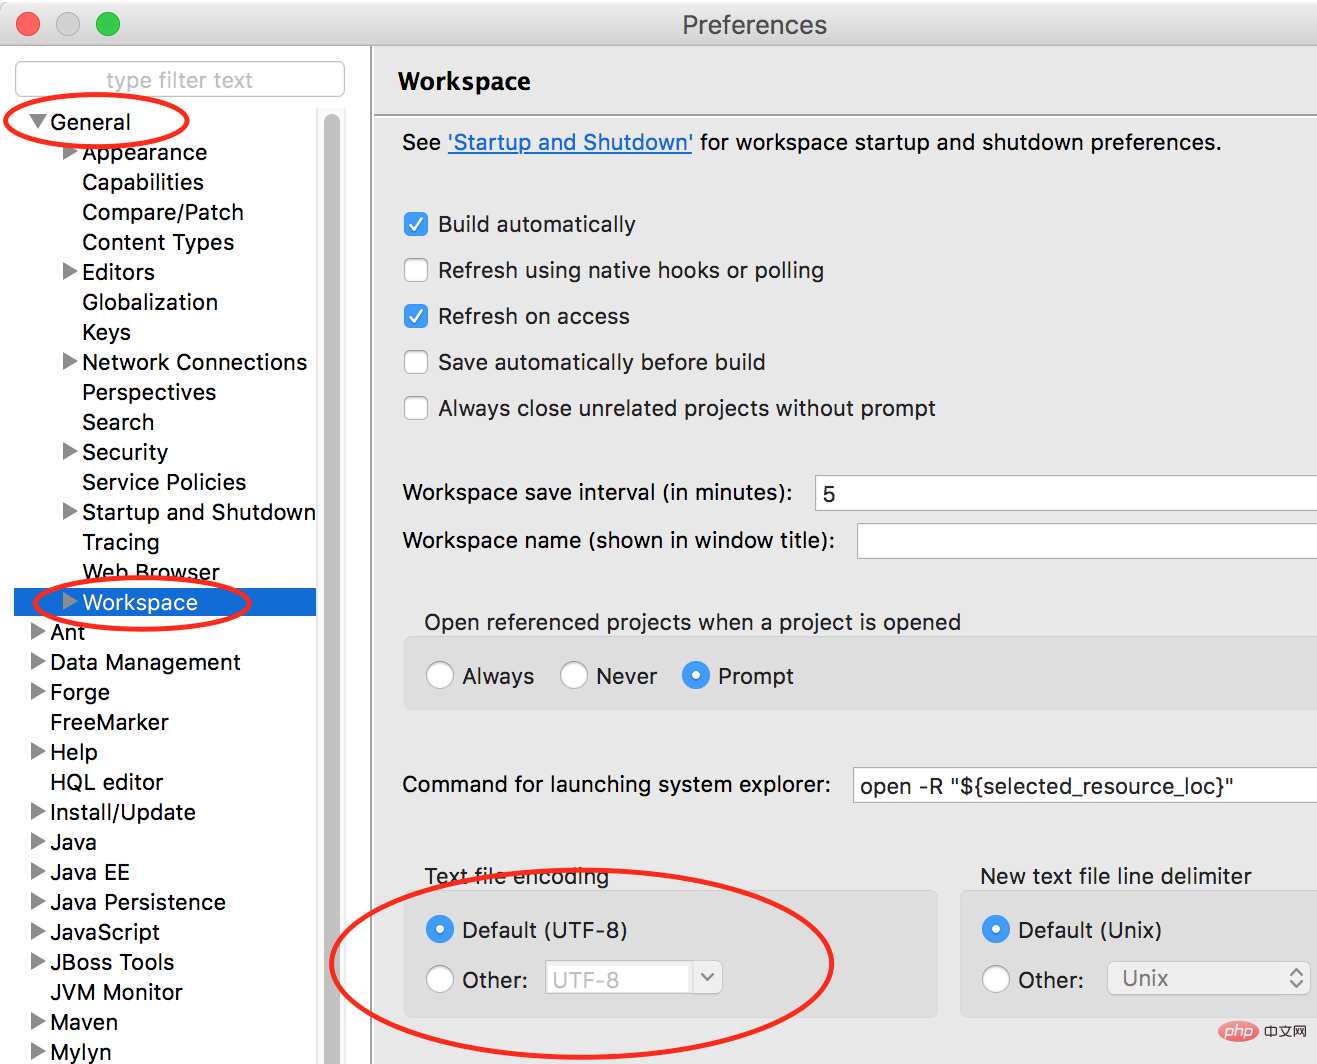 Preferences
type filter text
General
Appearance
Capabilities
Compare/Patch
Content Types
Editors
Globalization
Keys
Network Connections
Perspectives
Search
Security
Service Policies
Startup and Shutdown
Tracing
Web Browser
Workspace
Ant
Data Management
Forge
FreeMarker
Help
HQL editor
Install/Update
Java
Java EE
Java Persistence
JavaScript
JBoss Tools
JVM Monitor
Maven
Mylyn
Workspace
See 'Startup and Shutdown' for workspace startup and shutdown preferences.
Build automatically
Refresh using native hooks or polling
Refresh on access
Save automatically before build
Always close unrelated projects without prompt
Workspace save interval (in minutes): 5
Workspace name (shown in window title):
Open referenced projects when a project is opened
Always Never Prompt
Command for launching system explorer: open -R "${selected_resource_loc}"
Text file encoding
Default (UTF-8)
Other: UTF-8
New text file line delimiter
Default (Unix)
Other: Unix
php 中文网